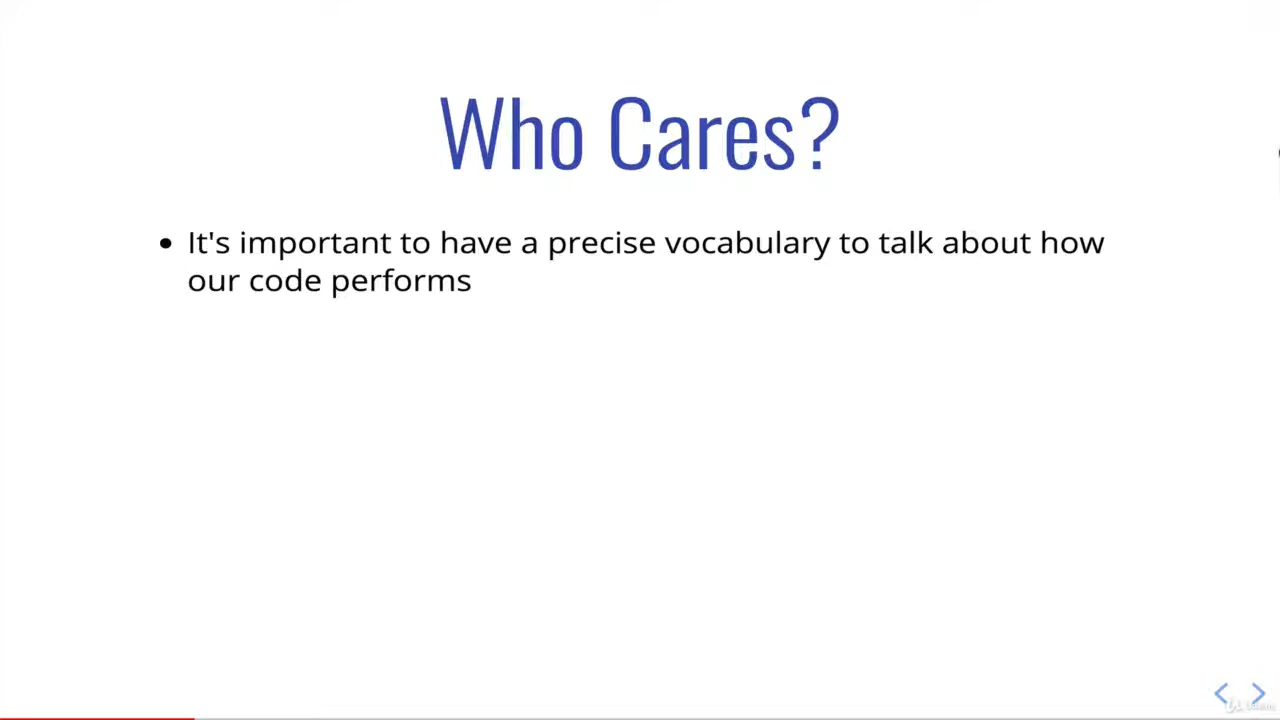 Who Cares?
• It's important to have a precise vocabulary to talk about how
our code performs